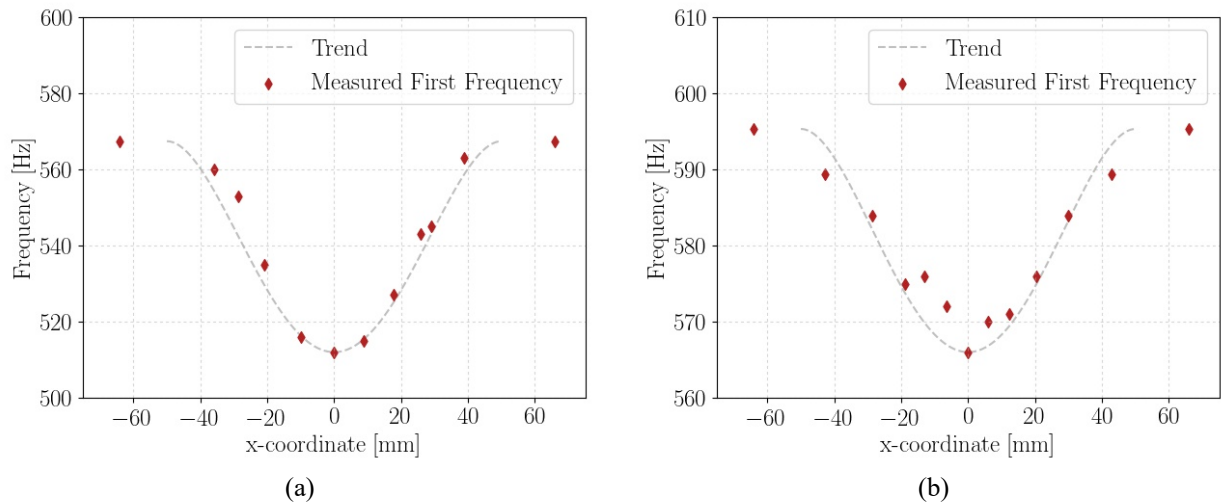 600
580
560
540
520
500
Frequency [Hz]
Trend
Measured First Frequency
−60 −40 −20 0 20 40 60
x-coordinate [mm]
(a)
610
600
590
580
570
560
Frequency [Hz]
Trend
Measured First Frequency
−60 −40 −20 0 20 40 60
x-coordinate [mm]
(b)